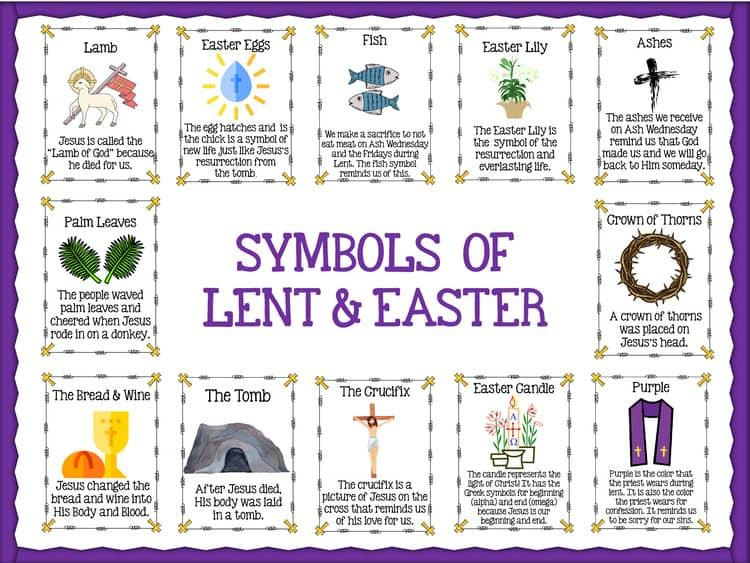 Lamb
Jesus is called the
"Lamb of God" because
he died for us.
Easter Eggs
The egg hatches and is
the chick is a symbol of
new life just like Jesus's
resurrection from
the tomb.
Fish
We make a sacrifice to not
eat meat on Ash Wednesday
and the Fridays during
Lent. The fish symbol
reminds us of this.
Easter Lily
The Easter Lily is
the symbol of the
resurrection and
everlasting life.
Ashes
The ashes we receive
on Ash Wednesday
remind us that God
made us and we will go
back to Him someday.
Palm Leaves
The people waved
palm leaves and
cheered when Jesus
rode in on a donkey.
SYMBOLS OF
LENT & EASTER
Crown of Thorns
A crown of thorns
was placed on
Jesus's head.
The Bread & Wine
Jesus changed the
bread and wine into
His Body and Blood.
The Tomb
After Jesus died,
His body was laid
in a tomb.
The Crucifix
The crucifix is a
picture of Jesus on the
cross that reminds us
of his love for us.
Easter Candle
Α Ω
The candle represents the
light of Christ! It has the
Greek symbols for beginning
(alpha) and end (omega)
because Jesus is our
beginning and end.
Purple
Purple is the color that
the priest wears during
lent. It is also the color
the priest wears for
confession. It reminds us
to be sorry for our sins.